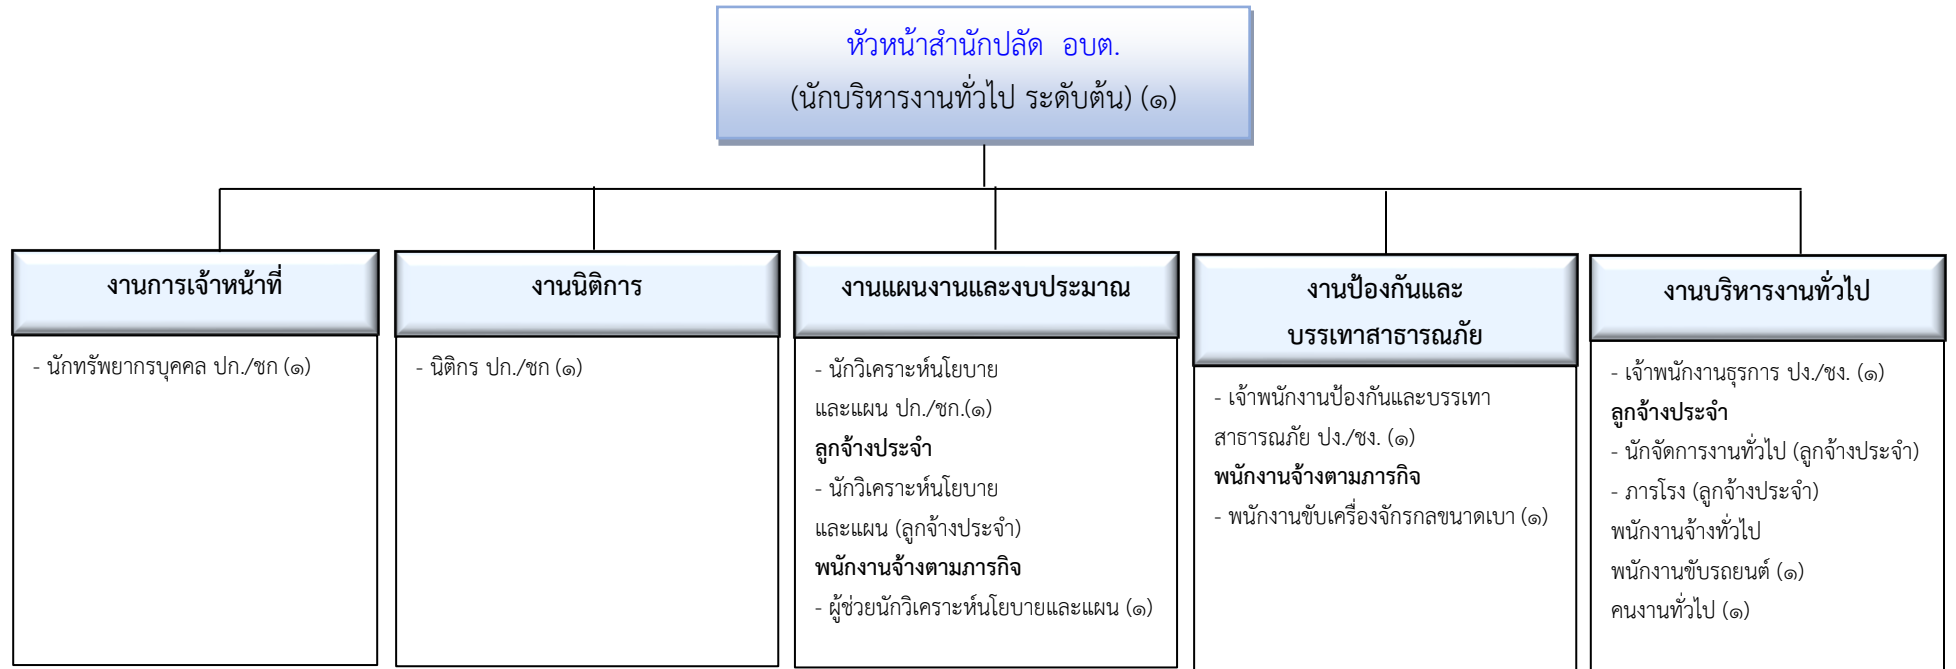 หัวหน้าสำนักปลัด อบต.
(นักบริหารงานทั่วไป ระดับต้น) (๑)
งานการเจ้าหน้าที่
- นักทรัพยากรบุคคล ปก./ชก (๑)
งานนิติการ
- นิติกร ปก./ชก (๑)
งานแผนงานและงบประมาณ
- นักวิเคราะห์นโยบาย
และแผน ปก./ชก.(๑)
ลูกจ้างประจำ
- นักวิเคราะห์นโยบาย
และแผน (ลูกจ้างประจำ)
พนักงานจ้างตามภารกิจ
- ผู้ช่วยนักวิเคราะห์นโยบายและแผน (๑)
งานป้องกันและ
บรรเทาสาธารณภัย
- เจ้าพนักงานป้องกันและบรรเทา
สาธารณภัย ปง./ชง. (๑)
พนักงานจ้างตามภารกิจ
- พนักงานขับเครื่องจักรกลขนาดเบา (๑)
งานบริหารงานทั่วไป
- เจ้าพนักงานธุรการ ปง./ชง. (๑)
ลูกจ้างประจำ
- นักจัดการงานทั่วไป (ลูกจ้างประจำ)
- ภารโรง (ลูกจ้างประจำ)
พนักงานจ้างทั่วไป
พนักงานขับรถยนต์ (๑)
คนงานทั่วไป (๑)